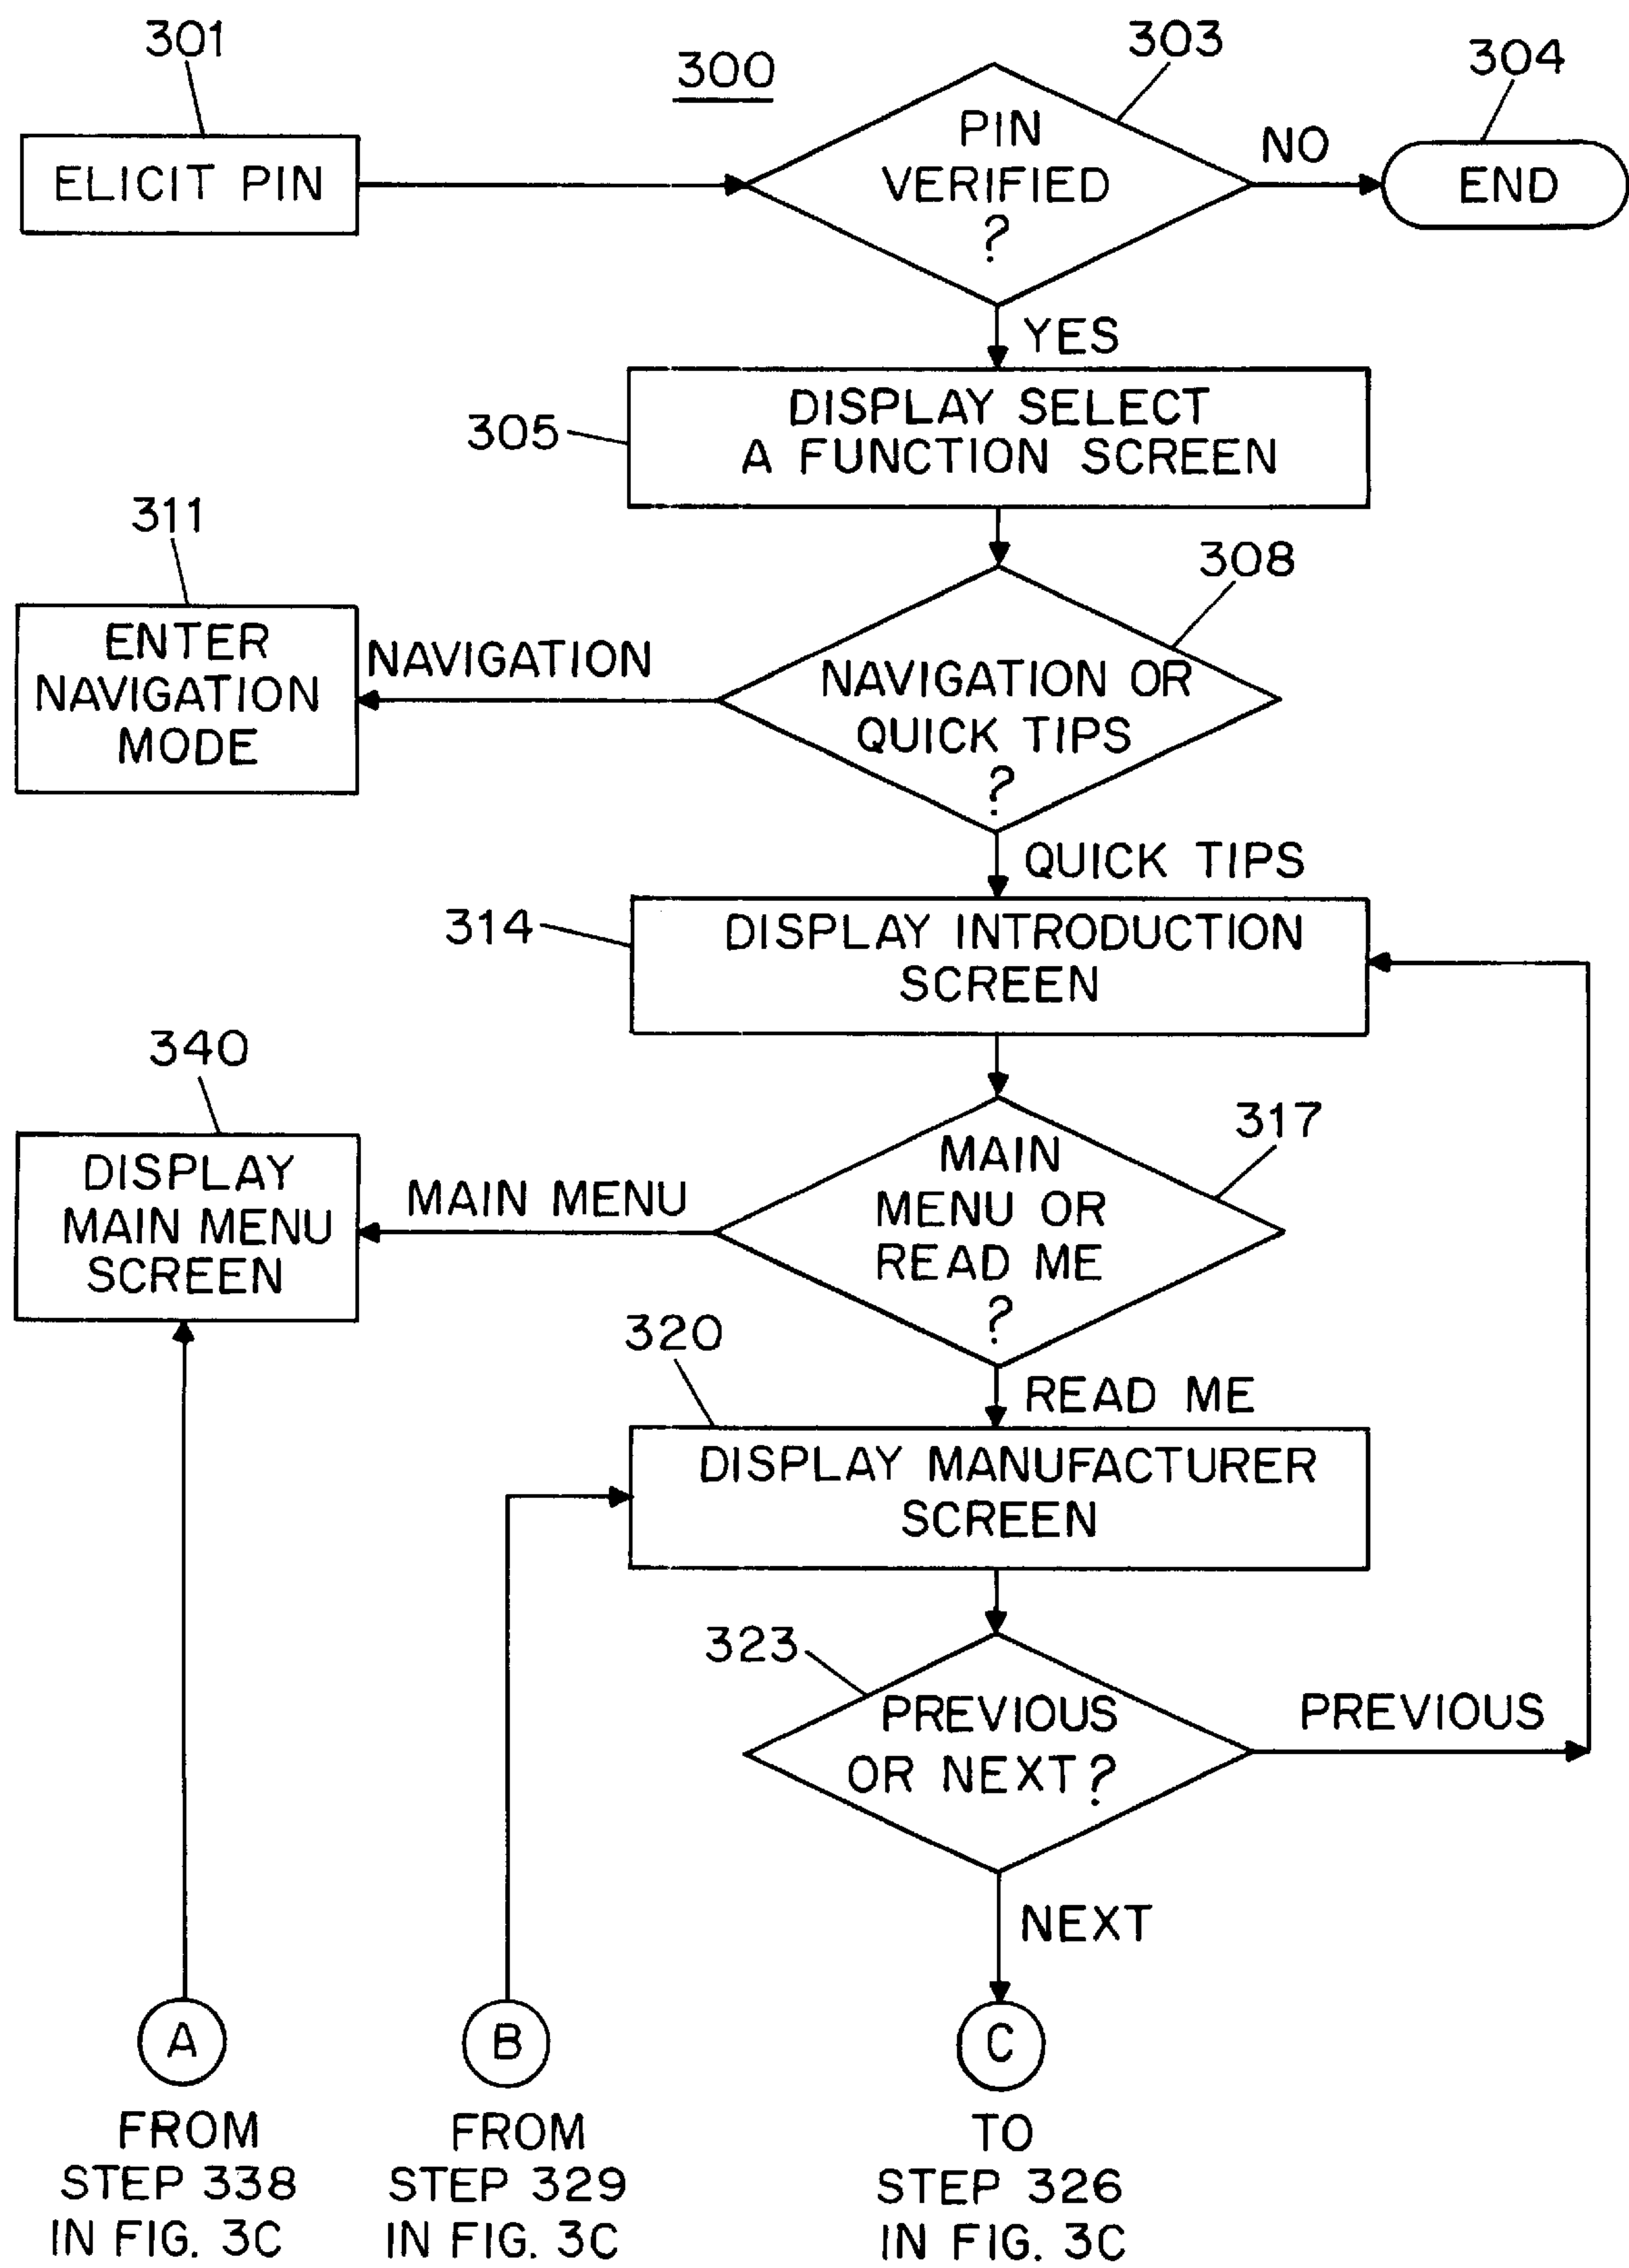 301
300
303
304
ELICIT PIN
PIN
VERIFIED
?
NO
END
YES
305
DISPLAY SELECT
A FUNCTION SCREEN
311
308
ENTER
NAVIGATION
MODE
NAVIGATION
NAVIGATION OR
QUICK TIPS
?
QUICK TIPS
314
DISPLAY INTRODUCTION
SCREEN
340
317
DISPLAY
MAIN MENU
SCREEN
MAIN MENU
MAIN
MENU OR
READ ME
?
320
READ ME
DISPLAY MANUFACTURER
SCREEN
323
PREVIOUS
OR NEXT?
PREVIOUS
NEXT
A
B
C
FROM
STEP 338
IN FIG. 3C
FROM
STEP 329
IN FIG. 3C
TO
STEP 326
IN FIG. 3C